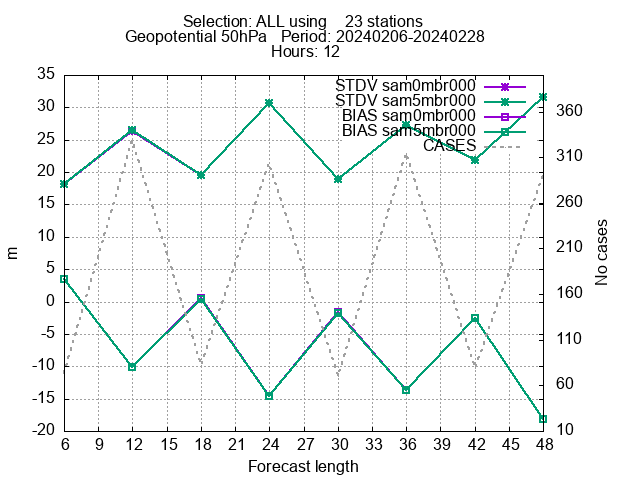 Selection: ALL using    23 stations
Geopotential 50hPa   Period: 20240206-20240228
Hours: 12
35
30
25
20
15
10
5
0
-5
-10
-15
-20
m
STDV sam0mbr000
STDV sam5mbr000
BIAS sam0mbr000
BIAS sam5mbr000
CASES
360
310
260
210
160
110
60
10
No cases
6 9 12 15 18 21 24 27 30 33 36 39 42 45 48
Forecast length